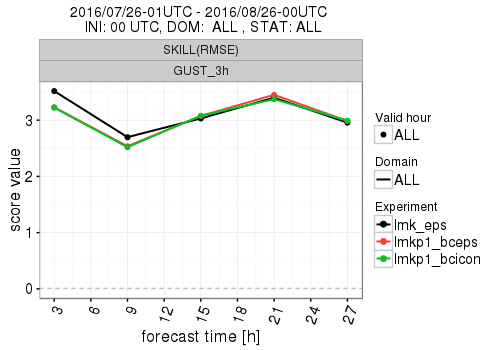 2016/07/26-01UTC - 2016/08/26-00UTC
INI: 00 UTC, DOM: ALL , STAT: ALL
SKILL(RMSE)
GUST_3h
score value
3
2
1
0
3 6 9 12 15 18 21 24 27
forecast time [h]
Valid hour
ALL
Domain
ALL
Experiment
lmk_eps
lmkp1_bceps
lmkp1_bcicon